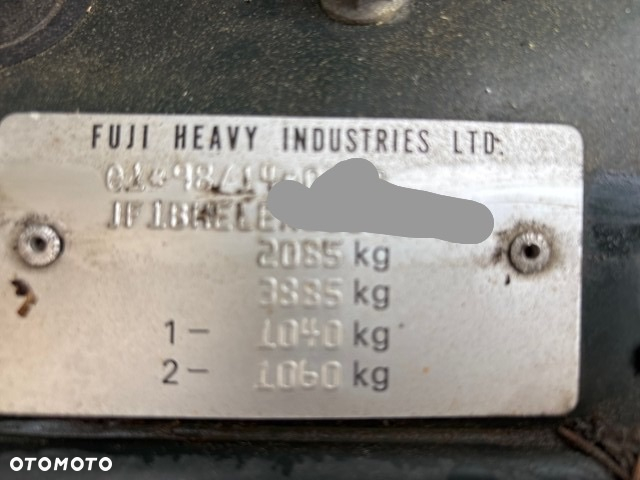 FUJI HEAVY INDUSTRIES LTD.
2085 kg
3885 kg
1- 1040 kg
2- 1060 kg
OTOMOTO